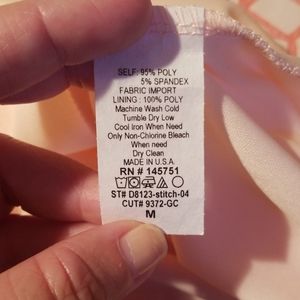 SELF: 95% POLY
5% SPANDEX
FABRIC IMPORT
LINING : 100% POLY
Machine Wash Cold
Tumble Dry Low
Cool Iron When Need
Only Non-Chlorine Bleach
When need
Dry Clean
MADE IN U.S.A.
RN # 145751
ST# D8123-stitch-04
CUT# 9372-GC
M